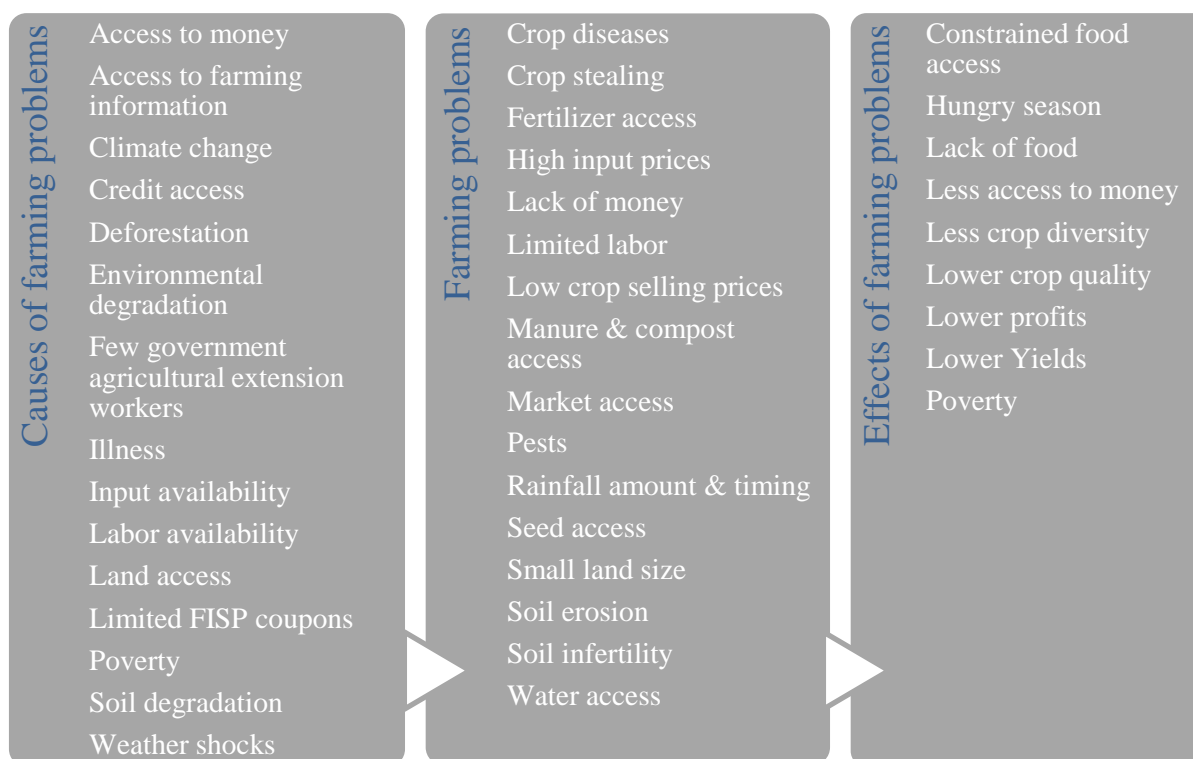 Causes of farming problems
Access to money
Access to farming
information
Climate change
Credit access
Deforestation
Environmental
degradation
Few government
agricultural extension
workers
Illness
Input availability
Labor availability
Land access
Limited FISP coupons
Poverty
Soil degradation
Weather shocks
Farming problems
Crop diseases
Crop stealing
Fertilizer access
High input prices
Lack of money
Limited labor
Low crop selling prices
Manure & compost
access
Market access
Pests
Rainfall amount & timing
Seed access
Small land size
Soil erosion
Soil infertility
Water access
Effects of farming problems
Constrained food
access
Hungry season
Lack of food
Less access to money
Less crop diversity
Lower crop quality
Lower profits
Lower Yields
Poverty